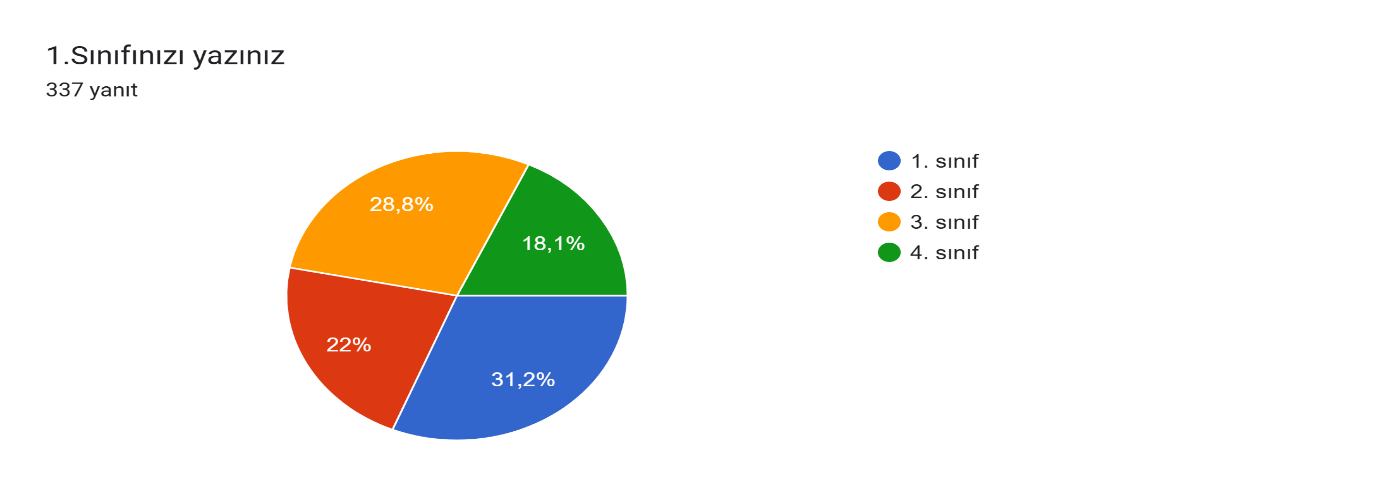 1.Sınıfınızı yazınız
337 yanıt
28,8%
18,1%
22%
31,2%
1. sınıf
2. sınıf
3. sınıf
4. sınıf